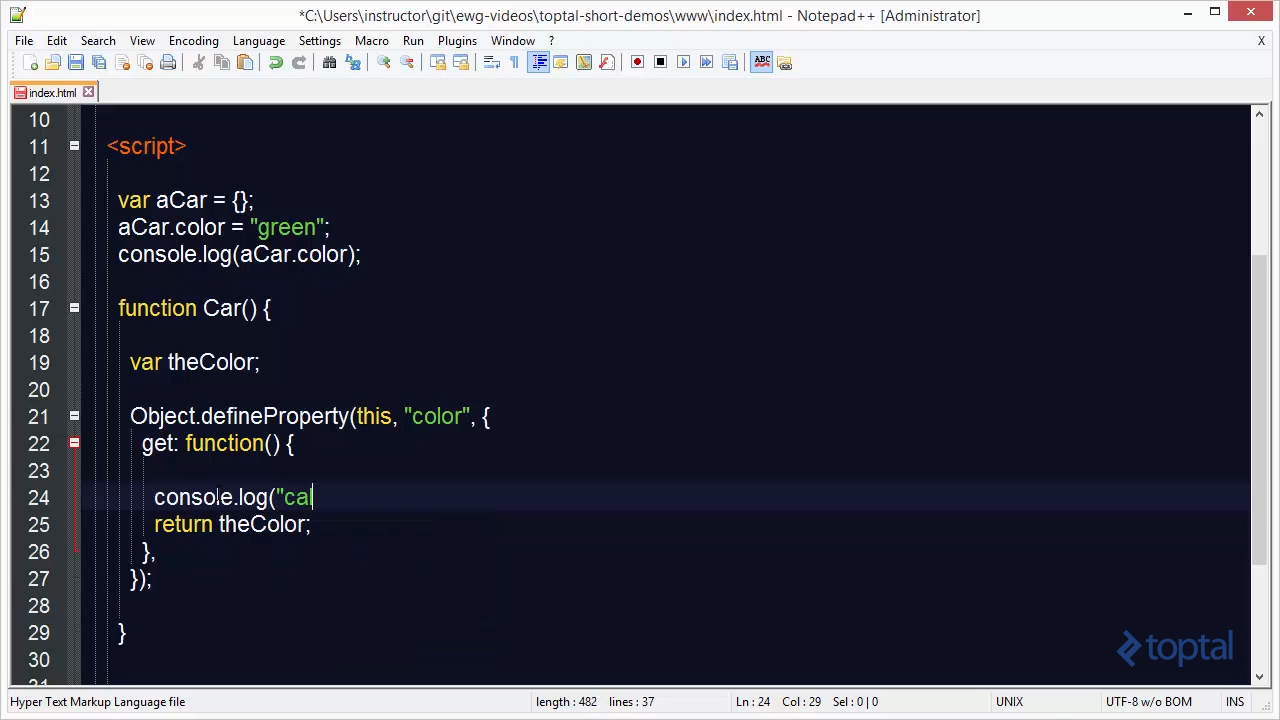 *C:\Users\instructor\git\ewg-videos\toptal-short-demos\www\index.html - Notepad++ [Administrator]
File Edit Search View Encoding Language Settings Macro Run Plugins Window ? X
index.html
10
11 <script>
12
13 var aCar = {};
14 aCar.color = "green";
15 console.log(aCar.color);
16
17 function Car() {
18
19 var theColor;
20
21 Object.defineProperty(this, "color", {
22 get: function() {
23
24 console.log("cal
25 return theColor;
26 },
27 });
28
29 }
30
31
toptal
Hyper Text Markup Language file length : 482 lines : 37 Ln : 24 Col : 29 Sel : 0 | 0 UNIX UTF-8 w/o BOM INS